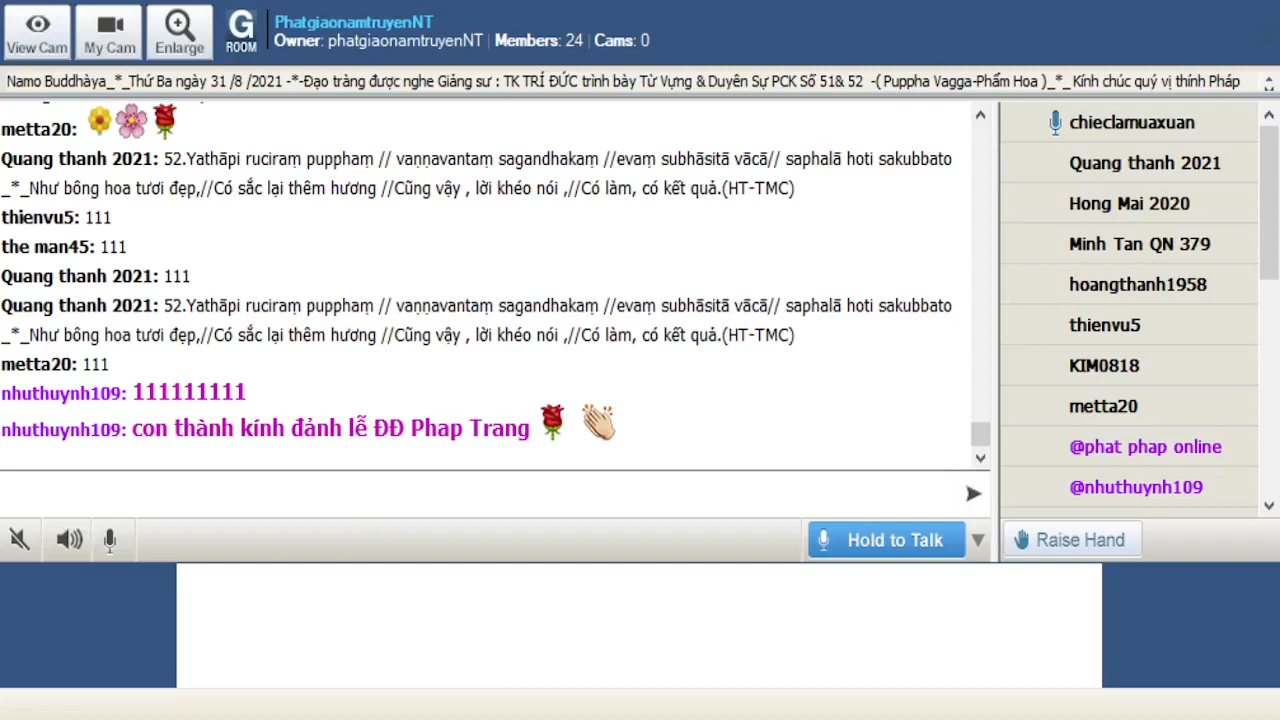 View Cam
My Cam
Enlarge
G
ROOM
PhatgiaonamtruyenNT
Owner: phatgiaonamtruyenNT | Members: 24 | Cams: 0
Namo Buddhàya_*_Thứ Ba ngày 31 /8 /2021 -*-Đạo tràng được nghe Giảng sư : TK TRÍ ĐỨC trình bày Từ Vựng & Duyên Sự PCK Số 51& 52 -( Puppha Vagga-Phẩm Hoa )_*_ Kính chúc quý vị thính Pháp
metta20:
Quang thanh 2021: 52.Yathāpi ruciraṃ pupphaṃ // vaṇṇavantaṃ sagandhakaṃ //evaṃ subhāsitā vācā// saphalā hoti sakubbato
_*_Như bông hoa tươi đẹp,//Có sắc lại thêm hương //Cũng vậy , lời khéo nói ,//Có làm, có kết quả.(HT-TMC)
thienvu5: 111
the man45: 111
Quang thanh 2021: 111
Quang thanh 2021: 52.Yathāpi ruciraṃ pupphaṃ // vaṇṇavantaṃ sagandhakaṃ //evaṃ subhāsitā vācā// saphalā hoti sakubbato
_*_Như bông hoa tươi đẹp,//Có sắc lại thêm hương //Cũng vậy , lời khéo nói ,//Có làm, có kết quả.(HT-TMC)
metta20: 111
nhuthuynh109: 111111111
nhuthuynh109: con thành kính đảnh lễ ĐĐ Phap Trang
Hold to Talk
chieclamuaxuan
Quang thanh 2021
Hong Mai 2020
Minh Tan QN 379
hoangthanh1958
thienvu5
KIM0818
metta20
@phat phap online
@nhuthuynh109
Raise Hand